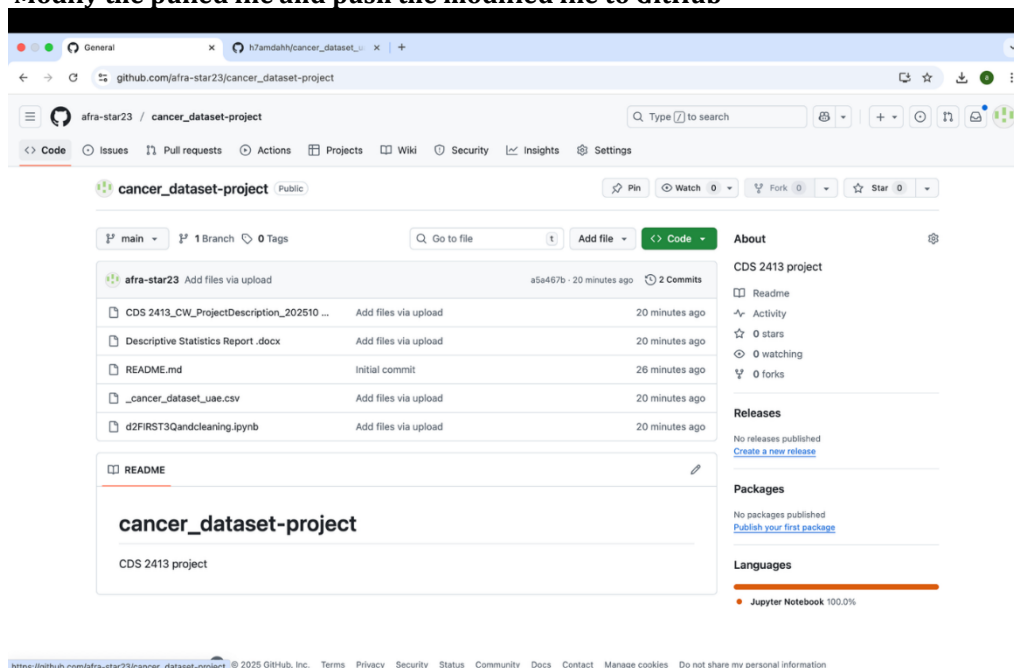 Modify the pulled file and push the modified file to GitHub
General
h7amdahh/cancer_dataset_u
github.com/afra-star23/cancer_dataset-project
afra-star23 / cancer_dataset-project
Type / to search
Code Issues Pull requests Actions Projects Wiki Security Insights Settings
cancer_dataset-project Public
Pin Watch 0 Fork 0 Star 0
main 1 Branch 0 Tags
Go to file t Add file Code
afra-star23 Add files via upload a5a467b · 20 minutes ago 2 Commits
CDS 2413_CW_ProjectDescription_202510 ... Add files via upload 20 minutes ago
Descriptive Statistics Report .docx Add files via upload 20 minutes ago
README.md Initial commit 26 minutes ago
_cancer_dataset_uae.csv Add files via upload 20 minutes ago
d2FIRST3Qandcleaning.ipynb Add files via upload 20 minutes ago
README
cancer_dataset-project
CDS 2413 project
About
CDS 2413 project
Readme
Activity
0 stars
0 watching
0 forks
Releases
No releases published
Create a new release
Packages
No packages published
Publish your first package
Languages
Jupyter Notebook 100.0%
https://github.com/afra-star23/cancer_dataset-project © 2025 GitHub, Inc. Terms Privacy Security Status Community Docs Contact Manage cookies Do not share my personal information